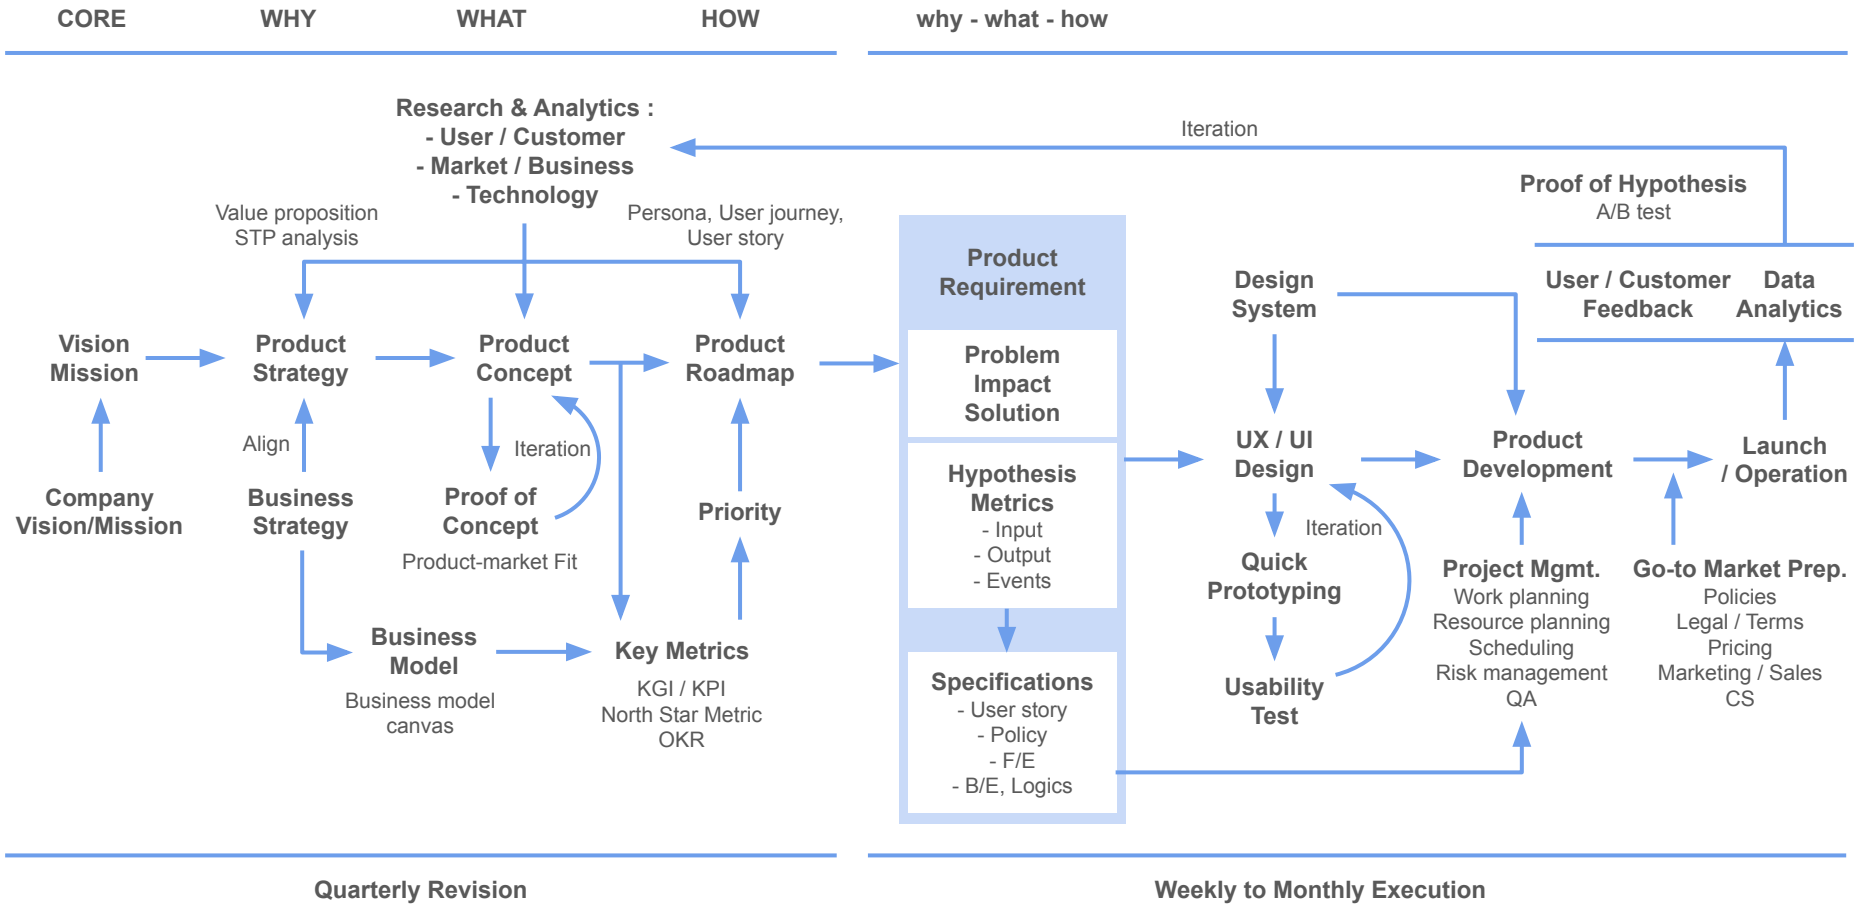 CORE
WHY
WHAT
HOW
why - what - how
Research & Analytics :
- User / Customer
- Market / Business
- Technology
Iteration
Proof of Hypothesis
A/B test
Value proposition
STP analysis
Persona, User journey,
User story
Product
Requirement
Design
System
User / Customer
Feedback
Data
Analytics
Vision
Mission
Product
Strategy
Product
Concept
Product
Roadmap
Problem
Impact
Solution
Align
Iteration
UX / UI
Design
Product
Development
Launch
/ Operation
Company
Vision/Mission
Business
Strategy
Proof of
Concept
Product-market Fit
Priority
Hypothesis
Metrics
- Input
- Output
- Events
Iteration
Quick
Prototyping
Project Mgmt.
Work planning
Resource planning
Scheduling
Risk management
QA
Go-to Market Prep.
Policies
Legal / Terms
Pricing
Marketing / Sales
CS
Business
Model
Business model
canvas
Key Metrics
KGI / KPI
North Star Metric
OKR
Specifications
- User story
- Policy
- F/E
- B/E, Logics
Usability
Test
Quarterly Revision
Weekly to Monthly Execution